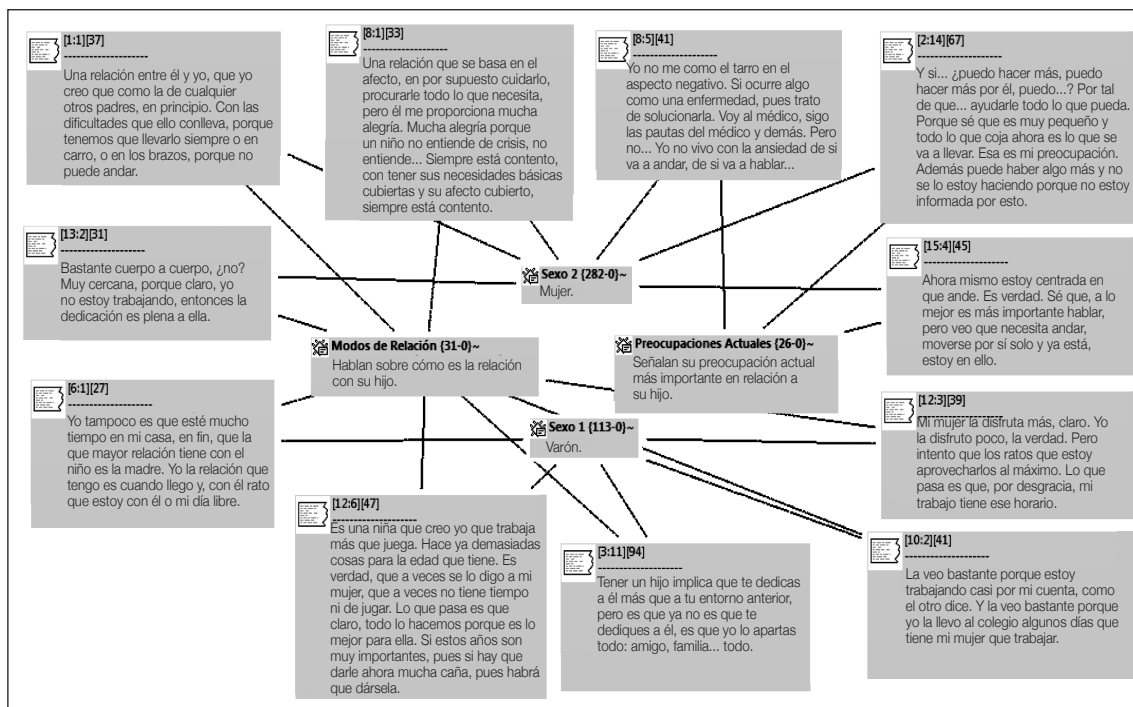 [1:1][37]
Una relación entre él y yo, que yo
creo que como la de cualquier
otros padres, en principio. Con las
dificultades que ello conlleva, porque
tenemos que llevarlo siempre o en
carro, o en los brazos, porque no
puede andar.
[8:1][33]
Una relación que se basa en el
afecto, en por supuesto cuidarlo,
procurarle todo lo que necesita,
pero él me proporciona mucha
alegría. Mucha alegría porque
un niño no entiende de crisis, no
entiende... Siempre está contento,
con tener sus necesidades básicas
cubiertas y su afecto cubierto,
siempre está contento.
[8:5][41]
Yo no me como el tarro en el
aspecto negativo. Si ocurre algo
como una enfermedad, pues trato
de solucionarla. Voy al médico, sigo
las pautas del médico y demás. Pero
no... Yo no vivo con la ansiedad de si
va a andar, de si va a hablar...
[2:14][67]
Y si... ¿puedo hacer más, puedo
hacer más por él, puedo...? Por tal
de que... ayudarle todo lo que pueda.
Porque sé que es muy pequeño y
todo lo que coja ahora es lo que se
va a llevar. Esa es mi preocupación.
Además puede haber algo más y no
se lo estoy haciendo porque no estoy
informada por esto.
[13:2][31]
Bastante cuerpo a cuerpo, ¿no?
Muy cercana, porque claro, yo
no estoy trabajando, entonces la
dedicación es plena a ella.
Sexo 2 {282-0}~
Mujer.
[15:4][45]
Ahora mismo estoy centrada en
que ande. Es verdad. Sé que, a lo
mejor es más importante hablar,
pero veo que necesita andar,
moverse por sí solo y ya está,
estoy en ello.
Modos de Relación {31-0}~
Hablan sobre cómo es la relación
con su hijo.
Preocupaciones Actuales {26-0}~
Señalan su preocupación actual
más importante en relación a
su hijo.
[6:1][27]
Yo tampoco es que esté mucho
tiempo en mi casa, en fin, que la
que mayor relación tiene con el
niño es la madre. Yo la relación que
tengo es cuando llego y, con él rato
que estoy con él o mi día libre.
Sexo 1 {113-0}~
Varón.
[12:3][39]
Mi mujer la disfruta más, claro. Yo
la disfruto poco, la verdad. Pero
intento que los ratos que estoy
aprovecharlos al máximo. Lo que
pasa es que, por desgracia, mi
trabajo tiene ese horario.
[12:6][47]
Es una niña que creo yo que trabaja
más que juega. Hace ya demasiadas
cosas para la edad que tiene. Es
verdad, que a veces se lo digo a mi
mujer, que a veces no tiene tiempo
ni de jugar. Lo que pasa es que
claro, todo lo hacemos porque es lo
mejor para ella. Si estos años son
muy importantes, pues si hay que
darle ahora mucha caña, pues habrá
que dársela.
[3:11][94]
Tener un hijo implica que te dedicas
a él más que a tu entorno anterior,
pero es que ya no es que te
dediques a él, es que yo lo apartas
todo: amigo, familia... todo.
[10:2][41]
La veo bastante porque estoy
trabajando casi por mi cuenta, como
el otro dice. Y la veo bastante porque
yo la llevo al colegio algunos días que
tiene mi mujer que trabajar.